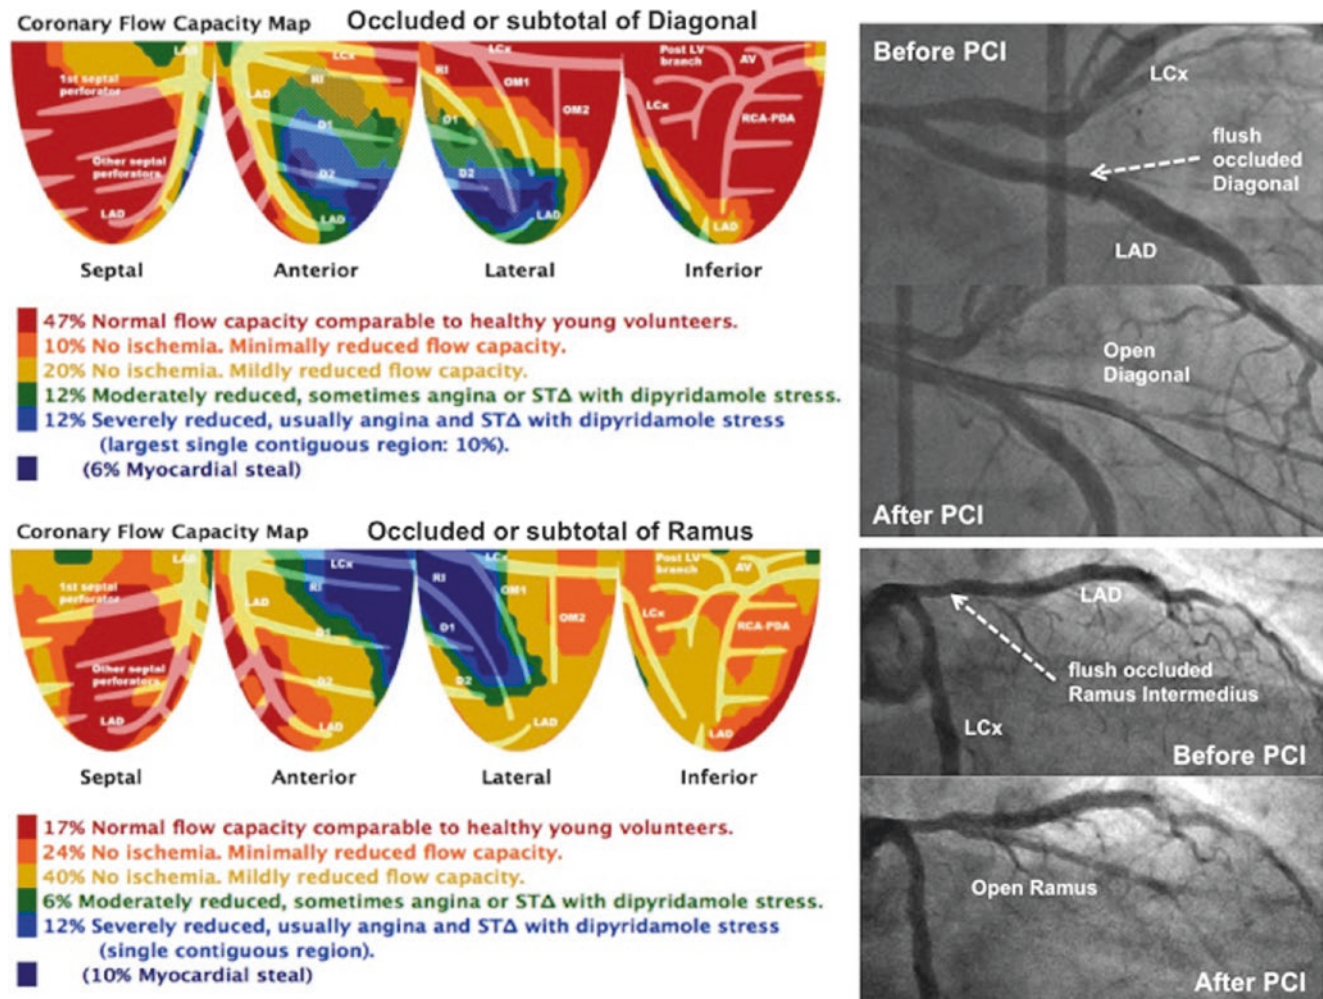 Coronary Flow Capacity Map
Occluded or subtotal of Diagonal
LAD
1st septal
perforator
Other septal
perforators
LAD
LCx
RI
LAD
D1
D2
LAD
LCx
RI
OM1
OM2
D1
D2
LAD
Post LV
branch
AV
LCx
RCA-PDA
LAD
Septal
Anterior
Lateral
Inferior
47% Normal flow capacity comparable to healthy young volunteers.
10% No ischemia. Minimally reduced flow capacity.
20% No ischemia. Mildly reduced flow capacity.
12% Moderately reduced, sometimes angina or STΔ with dipyridamole stress.
12% Severely reduced, usually angina and STΔ with dipyridamole stress
(largest single contiguous region: 10%).
(6% Myocardial steal)
Before PCI
LCx
flush
occluded
Diagonal
LAD
Open
Diagonal
After PCI
Coronary Flow Capacity Map
Occluded or subtotal of Ramus
LAD
1st septal
perforator
Other septal
perforators
LAD
LCx
RI
LAD
D1
D2
LAD
LCx
RI
OM1
OM2
D1
D2
LAD
Post LV
branch
AV
LCx
RCA-PDA
LAD
Septal
Anterior
Lateral
Inferior
17% Normal flow capacity comparable to healthy young volunteers.
24% No ischemia. Minimally reduced flow capacity.
40% No ischemia. Mildly reduced flow capacity.
6% Moderately reduced, sometimes angina or STΔ with dipyridamole stress.
12% Severely reduced, usually angina and STΔ with dipyridamole stress
(single contiguous region).
(10% Myocardial steal)
LAD
flush occluded
Ramus Intermedius
LCx
Before PCI
Open Ramus
After PCI